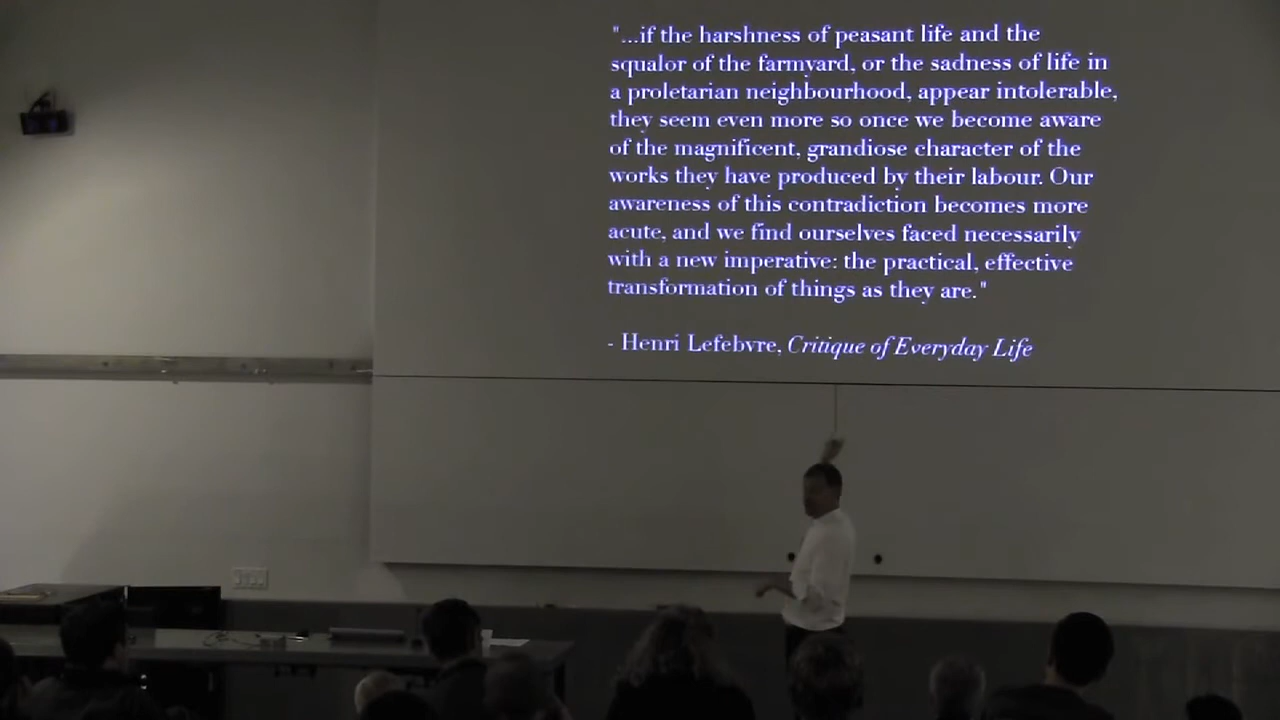 "...if the harshness of peasant life and the
squalor of the farmyard, or the sadness of life in
a proletarian neighbourhood, appear intolerable,
they seem even more so once we become aware
of the magnificent, grandiose character of the
works they have produced by their labour. Our
awareness of this contradiction becomes more
acute, and we find ourselves faced necessarily
with a new imperative: the practical, effective
transformation of things as they are."
- Henri Lefebvre, Critique of Everyday Life